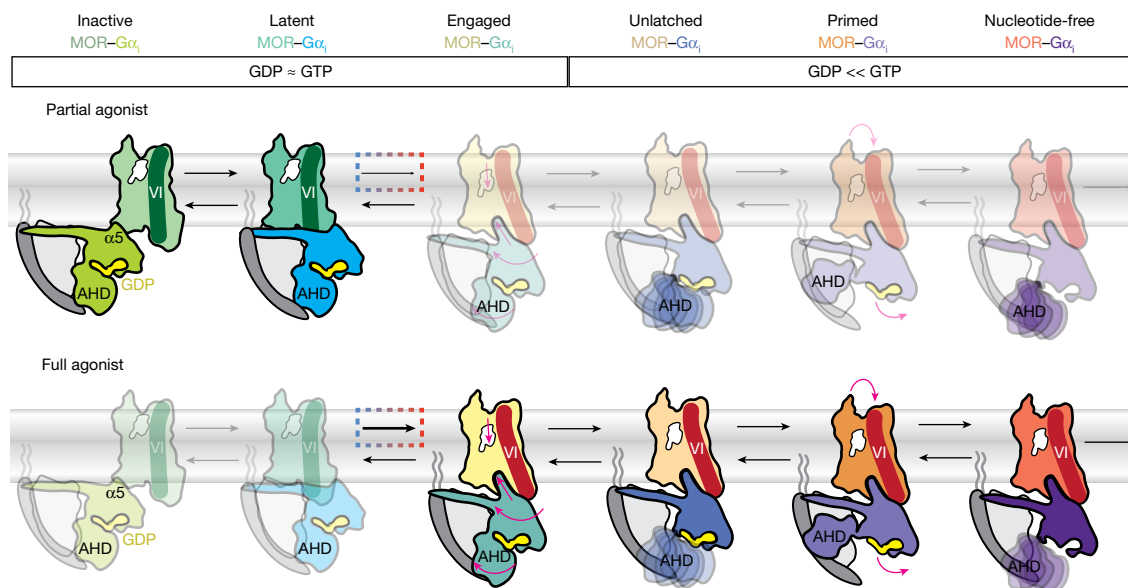 Inactive Latent Engaged Unlatched Primed Nucleotide-free
MOR–Gαi MOR–Gαi MOR–Gαi MOR–Gαi MOR–Gαi MOR–Gαi
GDP ≈ GTP GDP << GTP
Partial agonist
VI VI VI VI VI VI
α5
GDP
AHD AHD AHD AHD AHD AHD
Full agonist
VI VI VI VI VI VI
α5
GDP
AHD AHD AHD AHD AHD AHD